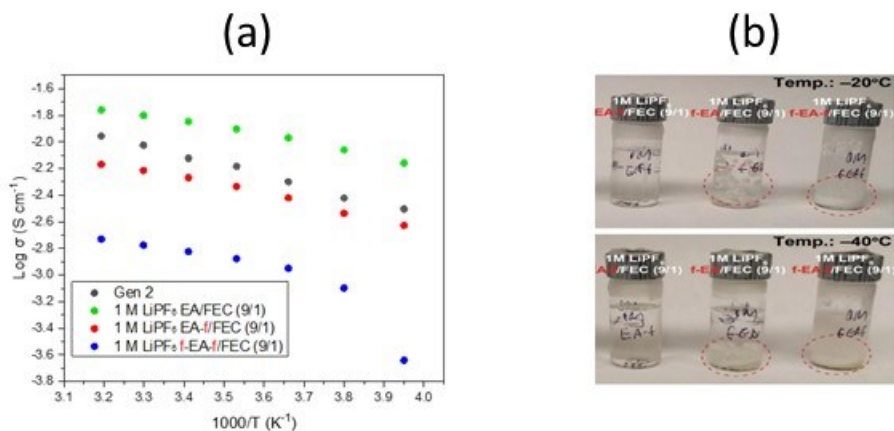 (a)
(b)
-1.6
-1.8
-2.0
-2.2
-2.4
-2.6
-2.8
-3.0
-3.2
-3.4
-3.6
-3.8
Log σ (S cm⁻¹)
Gen 2
1 M LiPF₆ EA/FEC (9/1)
1 M LiPF₆ EA-f/FEC (9/1)
1 M LiPF₆ f-EA-f/FEC (9/1)
3.1 3.2 3.3 3.4 3.5 3.6 3.7 3.8 3.9 4.0
1000/T (K⁻¹)
Temp.: –20°C
1M LiPF₆ 1M LiPF₆ 1M LiPF₆
EA-f/FEC (9/1) f-EA/FEC (9/1) f-EA-f/FEC (9/1)
Temp.: –40°C
1M LiPF₆ 1M LiPF₆ 1M LiPF₆
EA-f/FEC (9/1) f-EA/FEC (9/1) f-EA-f/FEC (9/1)
EA-f